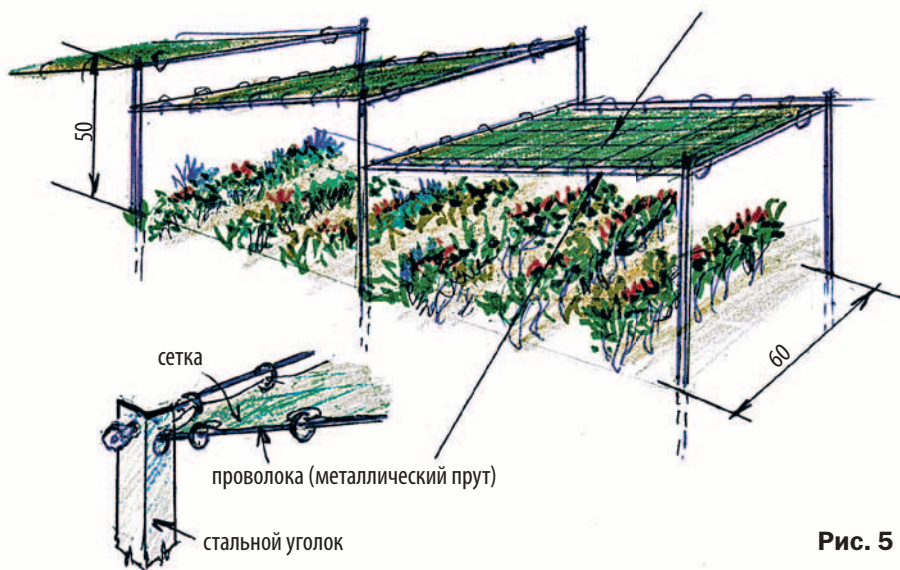 50
60
сетка
проволока (металлический прут)
стальной уголок
Рис. 5